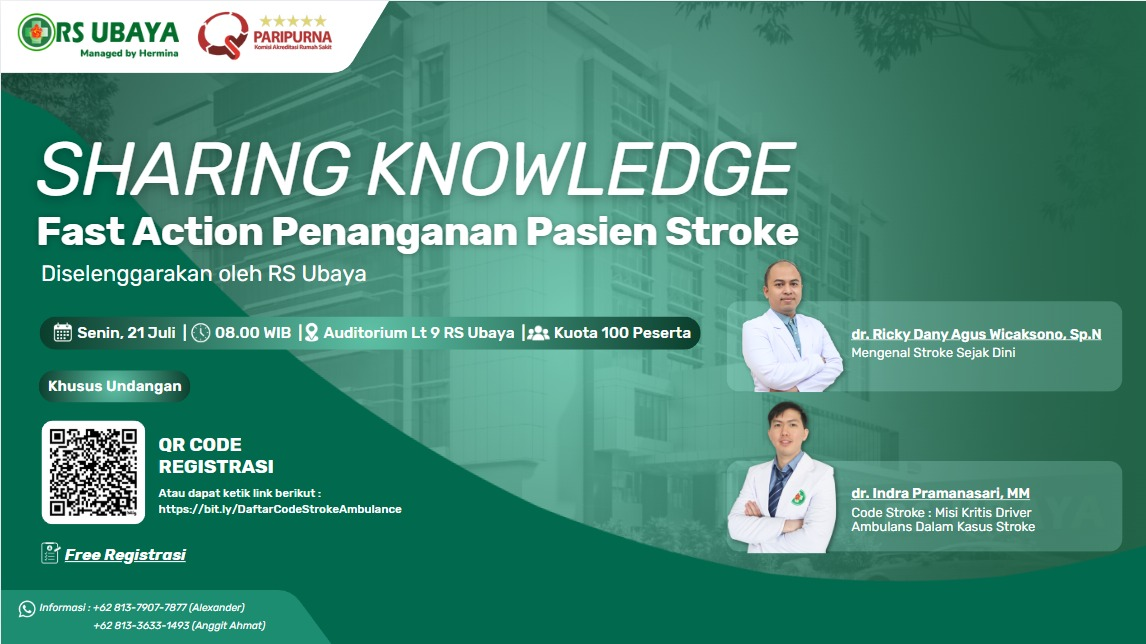 RS UBAYA
Managed by Hermina
PARIPURNA
Komisi Akreditasi Rumah Sakit
SHARING KNOWLEDGE
Fast Action Penanganan Pasien Stroke
Diselenggarakan oleh RS Ubaya
Senin, 21 Juli | 08.00 WIB | Auditorium Lt 9 RS Ubaya | Kuota 100 Peserta
Khusus Undangan
QR CODE
REGISTRASI
Atau dapat ketik link berikut :
https://bit.ly/DaftarCodeStrokeAmbulance
Free Registrasi
dr. Ricky Dany Agus Wicaksono, Sp.N
Mengenal Stroke Sejak Dini
dr. Indra Pramanasari, MM
Code Stroke : Misi Kritis Driver
Ambulans Dalam Kasus Stroke
Informasi : +62 813-7907-7877 (Alexander)
+62 813-3633-1493 (Anggit Ahmat)